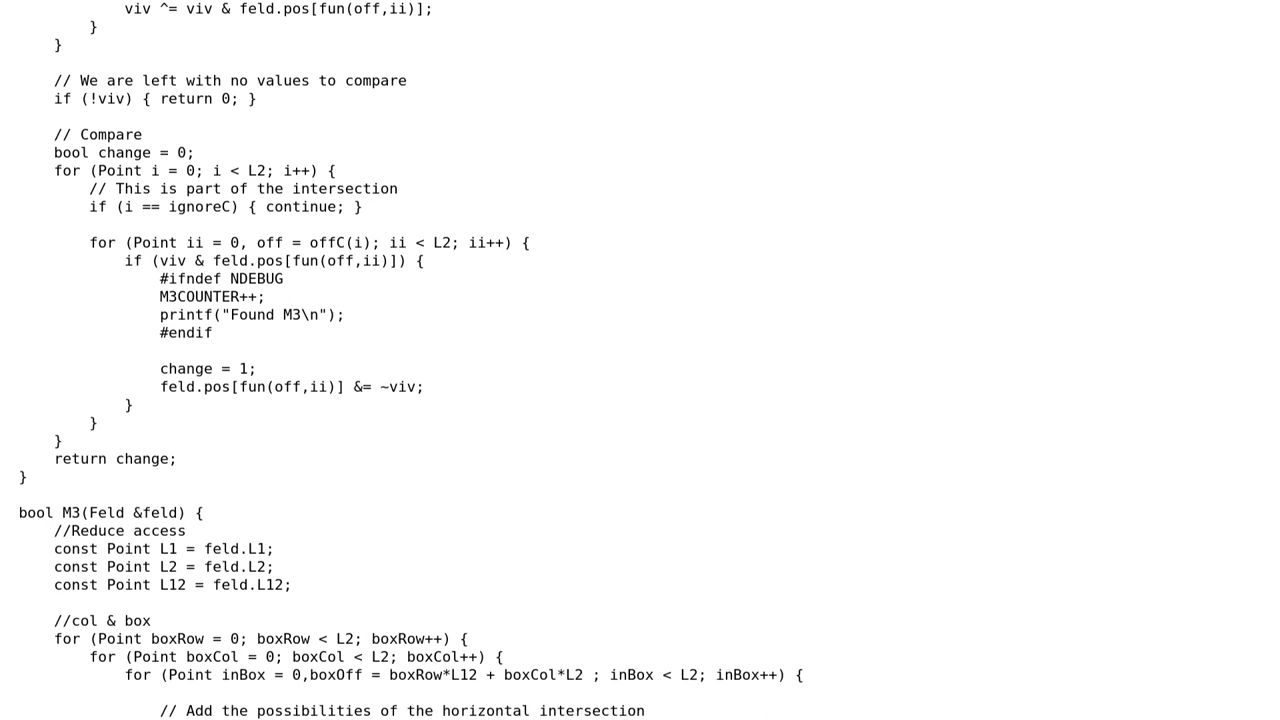 viv ^= viv & feld.pos[fun(off,ii)];
        }
    }

    // We are left with no values to compare
    if (!viv) { return 0; }

    // Compare
    bool change = 0;
    for (Point i = 0; i < L2; i++) {
        // This is part of the intersection
        if (i == ignoreC) { continue; }

        for (Point ii = 0, off = offC(i); ii < L2; ii++) {
            if (viv & feld.pos[fun(off,ii)]) {
                #ifndef NDEBUG
                M3COUNTER++;
                printf("Found M3\n");
                #endif

                change = 1;
                feld.pos[fun(off,ii)] &= ~viv;
            }
        }
    }
    return change;
}

bool M3(Feld &feld) {
    //Reduce access
    const Point L1 = feld.L1;
    const Point L2 = feld.L2;
    const Point L12 = feld.L12;

    //col & box
    for (Point boxRow = 0; boxRow < L2; boxRow++) {
        for (Point boxCol = 0; boxCol < L2; boxCol++) {
            for (Point inBox = 0,boxOff = boxRow*L12 + boxCol*L2 ; inBox < L2; inBox++) {

                // Add the possibilities of the horizontal intersection